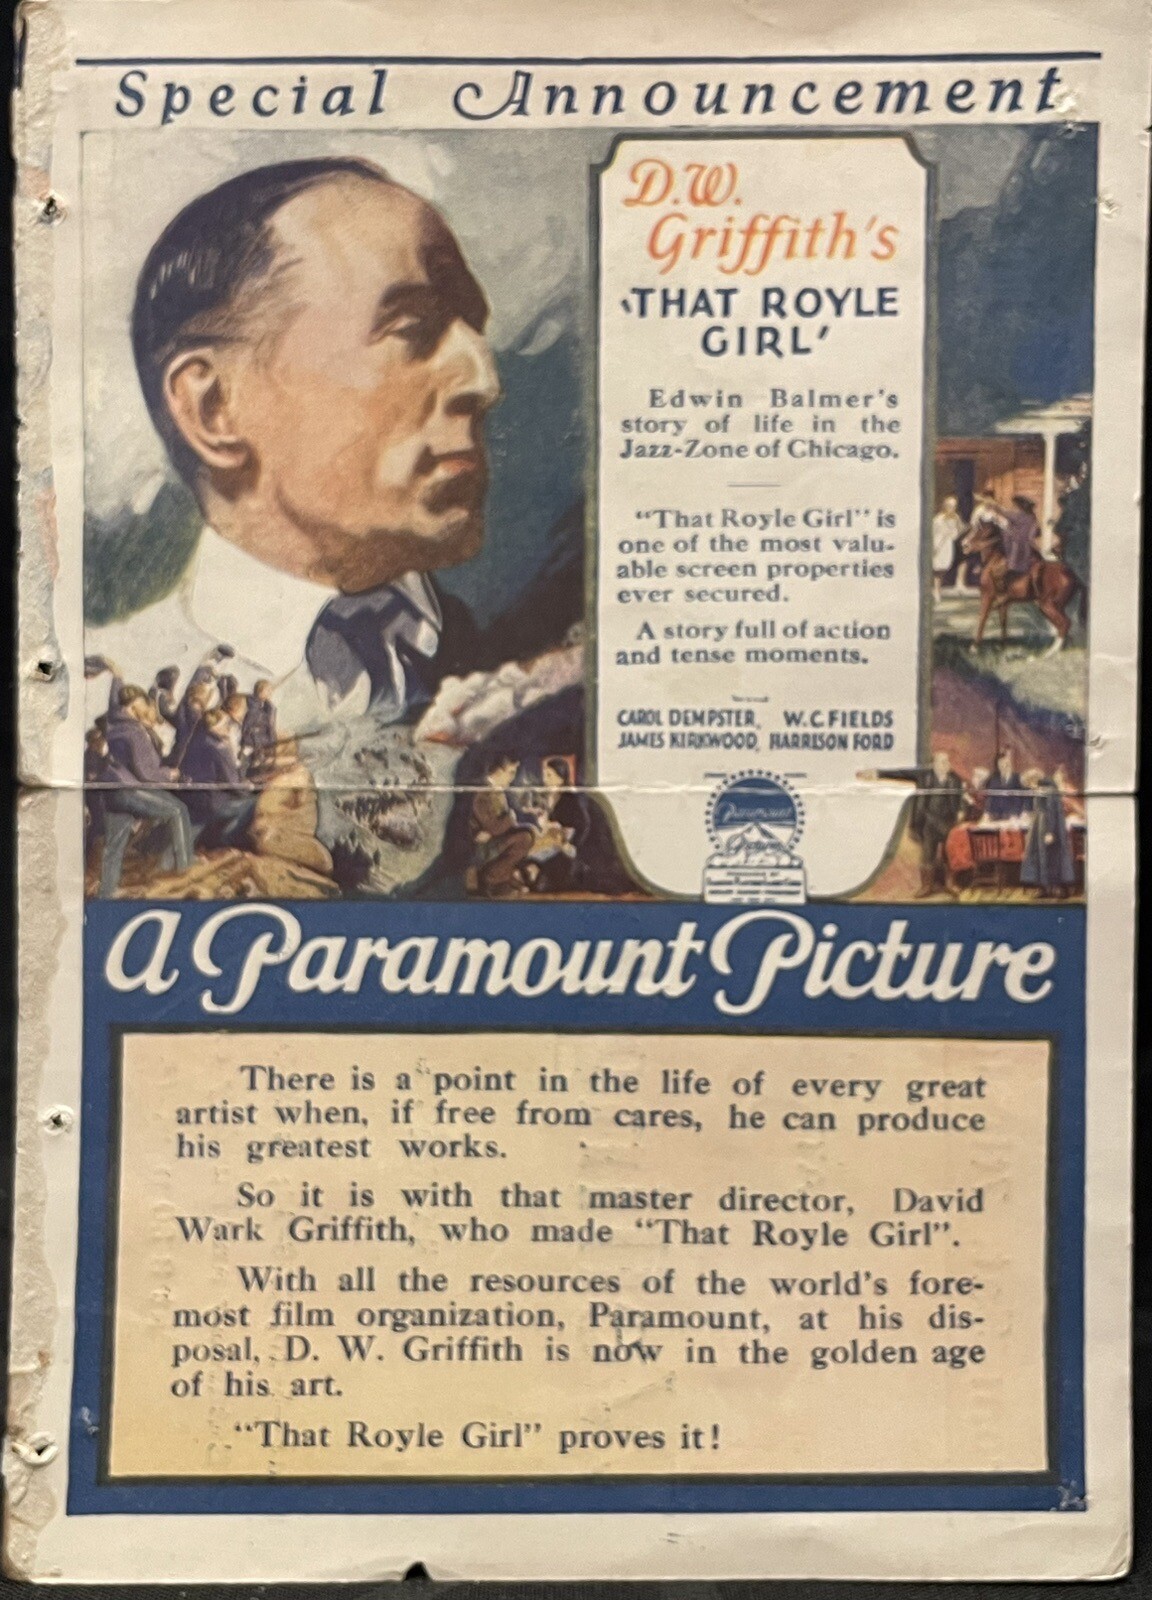 Special Announcement
D.W.
Griffith's
'THAT ROYLE
GIRL'
Edwin Balmer's
story of life in the
Jazz-Zone of Chicago.
"That Royle Girl" is
one of the most valu-
able screen properties
ever secured.
A story full of action
and tense moments.
CAROL DEMPSTER, W.C. FIELDS
JAMES KIRKWOOD, HARRISON FORD
Paramount
Picture
A Paramount Picture
There is a point in the life of every great
artist when, if free from cares, he can produce
his greatest works.
So it is with that master director, David
Wark Griffith, who made "That Royle Girl".
With all the resources of the world's fore-
most film organization, Paramount, at his dis-
posal, D. W. Griffith is now in the golden age
of his art.
"That Royle Girl" proves it!